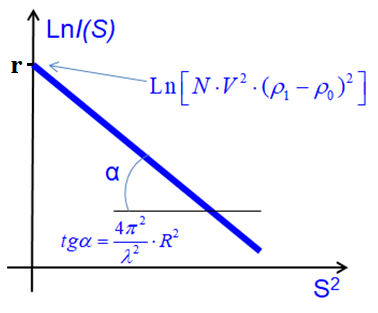 LnI(S)
r
Ln[N·V²·(ρ₁ − ρ₀)²]
α
tgα = 4π²/λ² · R²
S²